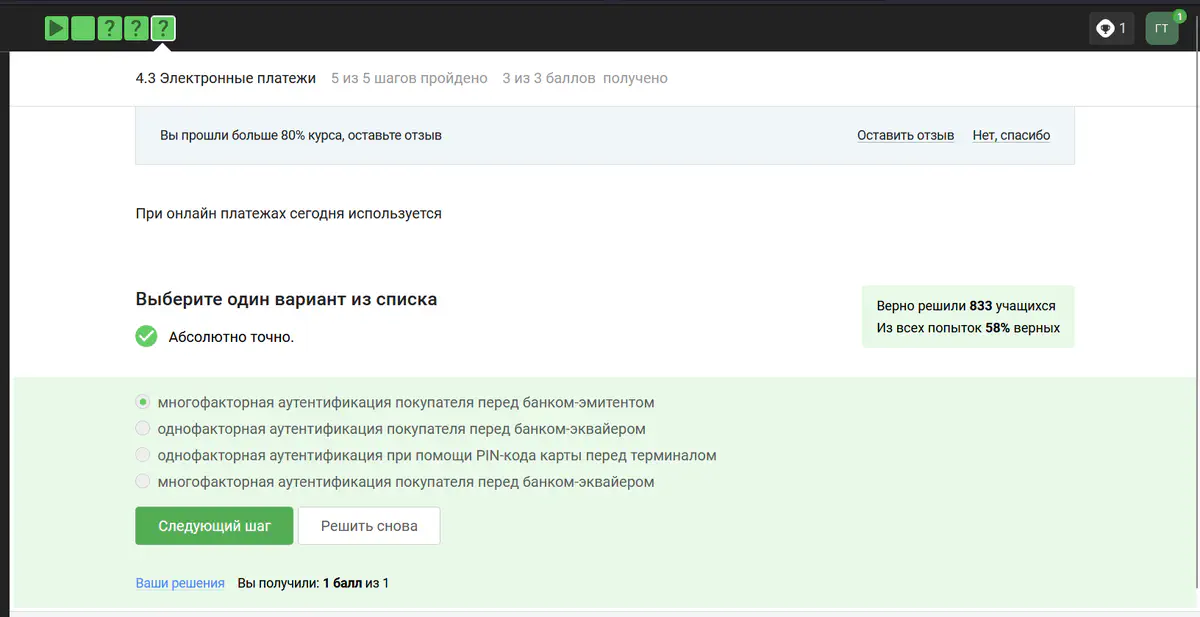 ? ? ?
1
ГТ
1
4.3 Электронные платежи 5 из 5 шагов пройдено 3 из 3 баллов получено
Вы прошли больше 80% курса, оставьте отзыв Оставить отзыв Нет, спасибо
При онлайн платежах сегодня используется
Выберите один вариант из списка
Абсолютно точно.
Верно решили 833 учащихся
Из всех попыток 58% верных
многофакторная аутентификация покупателя перед банком-эмитентом
однофакторная аутентификация покупателя перед банком-эквайером
однофакторная аутентификация при помощи PIN-кода карты перед терминалом
многофакторная аутентификация покупателя перед банком-эквайером
Следующий шаг Решить снова
Ваши решения Вы получили: 1 балл из 1